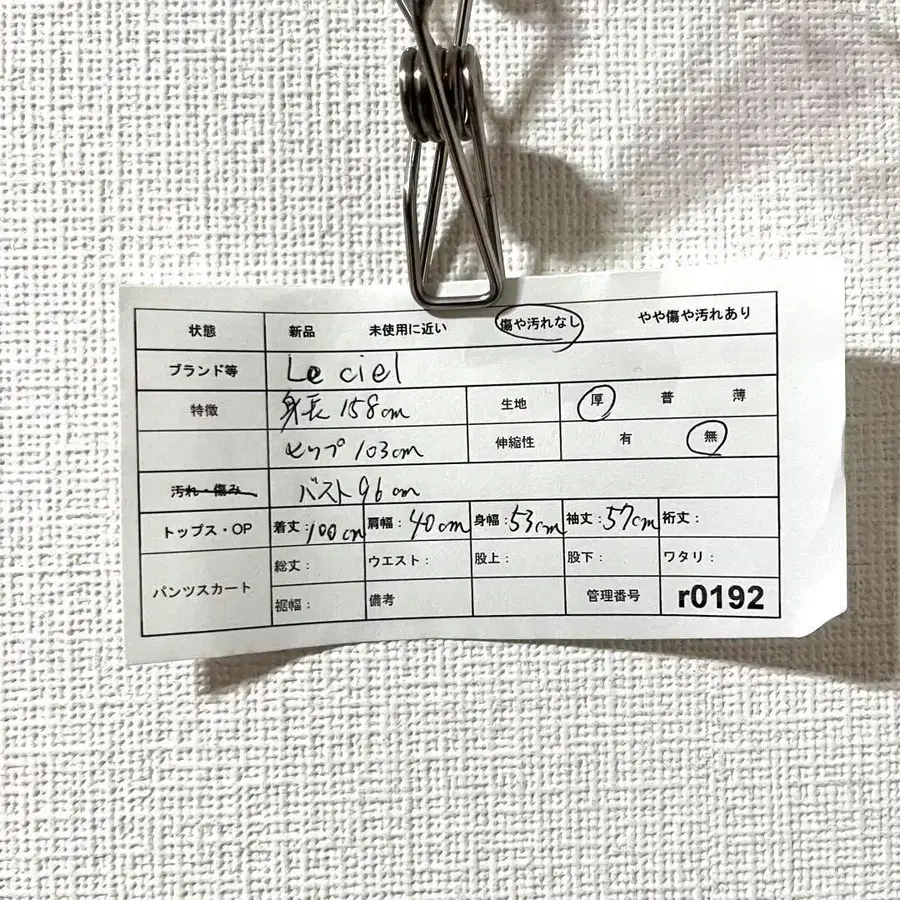 状態 新品 未使用に近い 傷や汚れなし やや傷や汚れあり
ブランド等 Le ciel
特徴 身長 158cm 生地 厚 普 薄
ヒップ 103cm 伸縮性 有 無
汚れ・傷み バスト 96cm
トップス・OP 着丈:100cm 肩幅:40cm 身幅:53cm 袖丈:57cm 裄丈:
パンツスカート 総丈: ウエスト: 股上: 股下: ワタリ:
裾幅: 備考 管理番号 r0192